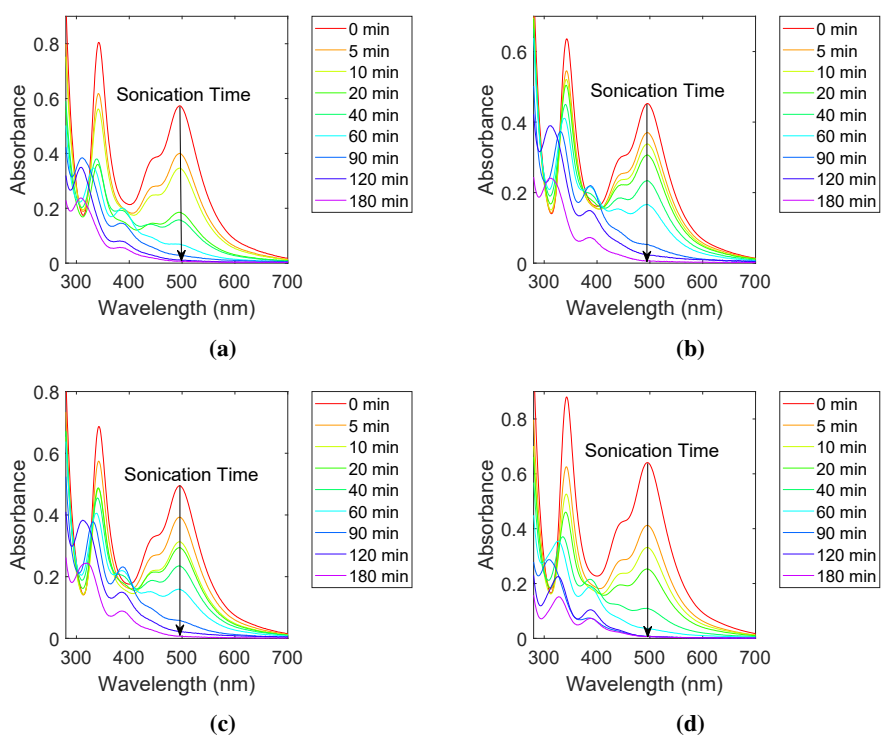 0.8
0.6
0.4
0.2
0
300 400 500 600 700
Wavelength (nm)
Absorbance
Sonication Time
0 min
5 min
10 min
20 min
40 min
60 min
90 min
120 min
180 min
(a)
0.6
0.4
0.2
0
300 400 500 600 700
Wavelength (nm)
Absorbance
Sonication Time
0 min
5 min
10 min
20 min
40 min
60 min
90 min
120 min
180 min
(b)
0.8
0.6
0.4
0.2
0
300 400 500 600 700
Wavelength (nm)
Absorbance
Sonication Time
0 min
5 min
10 min
20 min
40 min
60 min
90 min
120 min
180 min
(c)
0.8
0.6
0.4
0.2
0
300 400 500 600 700
Wavelength (nm)
Absorbance
Sonication Time
0 min
5 min
10 min
20 min
40 min
60 min
90 min
120 min
180 min
(d)